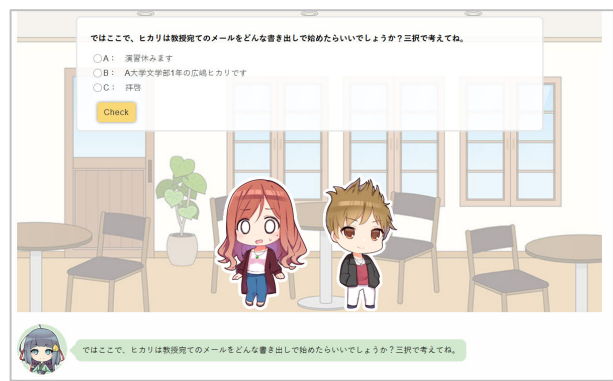 ではここで、ヒカリは教授宛てのメールをどんな書き出しで始めたらいいでしょうか？三択で考えてね。
A： 演習休みます
B： A大学文学部1年の広嶋ヒカリです
C： 拝啓
Check
ではここで、ヒカリは教授宛てのメールをどんな書き出しで始めたらいいでしょうか？三択で考えてね。